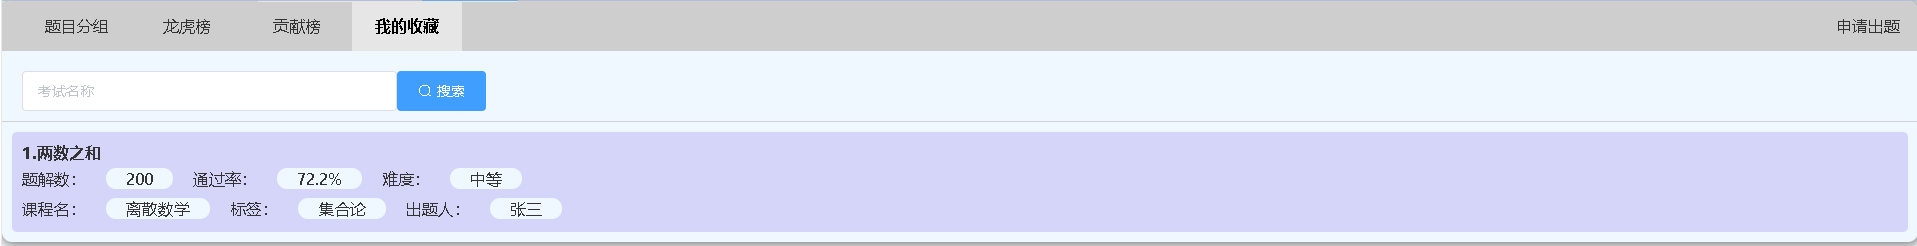 题目分组 龙虎榜 贡献榜 我的收藏 申请出题
考试名称 搜索
1.两数之和
题解数： 200 通过率： 72.2% 难度： 中等
课程名： 离散数学 标签： 集合论 出题人： 张三